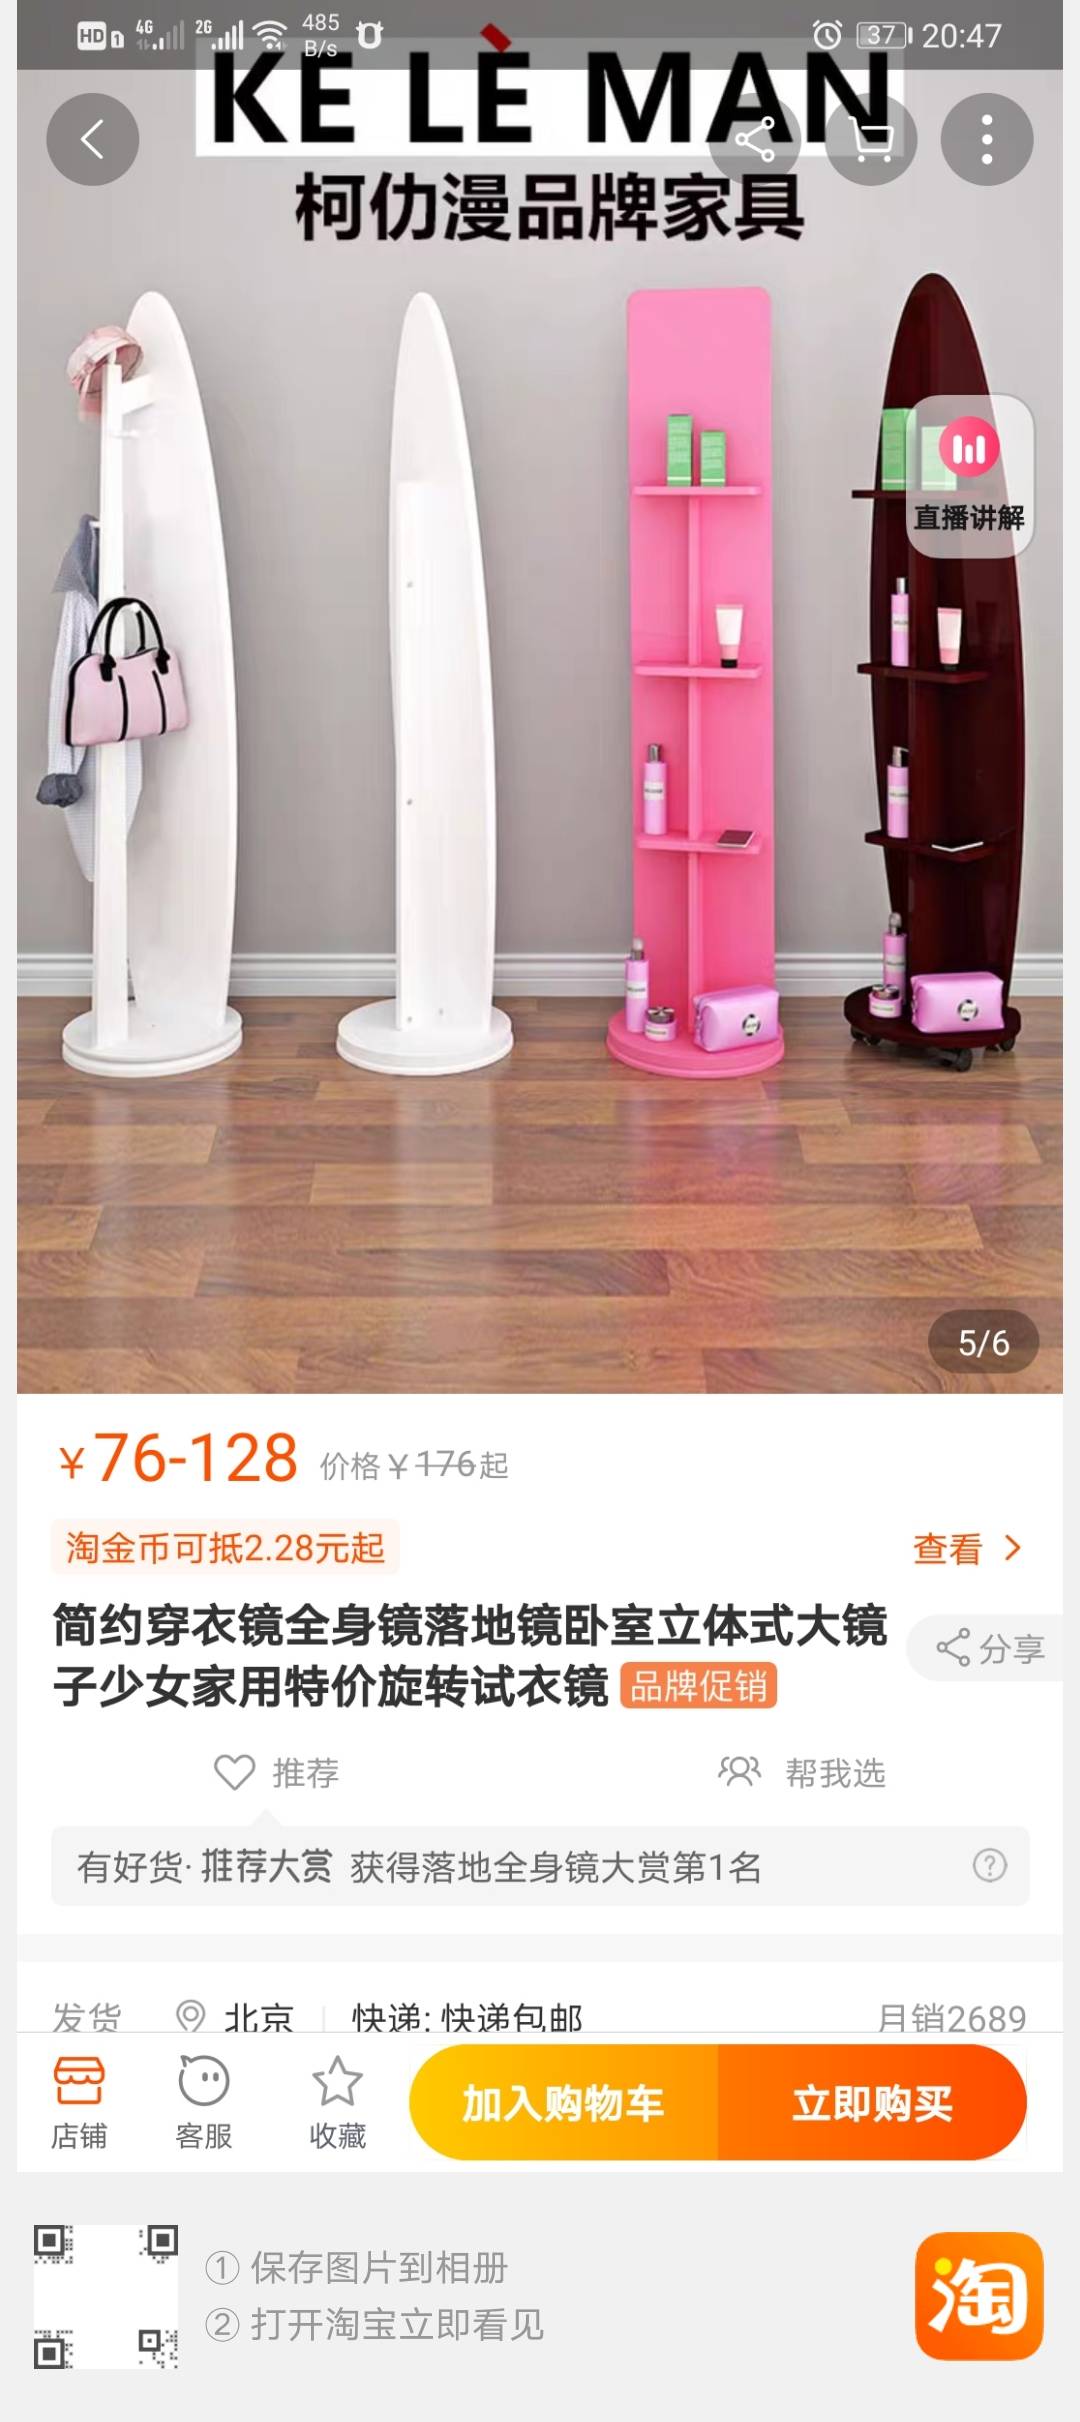 HD 1 4G 2G 485 B/s 37 20:47
KE LÈ MAN
柯仂漫品牌家具
直播讲解
5/6
¥76-128 价格¥176起
淘金币可抵2.28元起 查看
简约穿衣镜全身镜落地镜卧室立体式大镜
子少女家用特价旋转试衣镜 品牌促销
分享
推荐 帮我选
有好货·推荐大赏 获得落地全身镜大赏第1名
发货 北京 快递: 快递包邮 月销2689
店铺 客服 收藏 加入购物车 立即购买
① 保存图片到相册
② 打开淘宝立即看见
淘